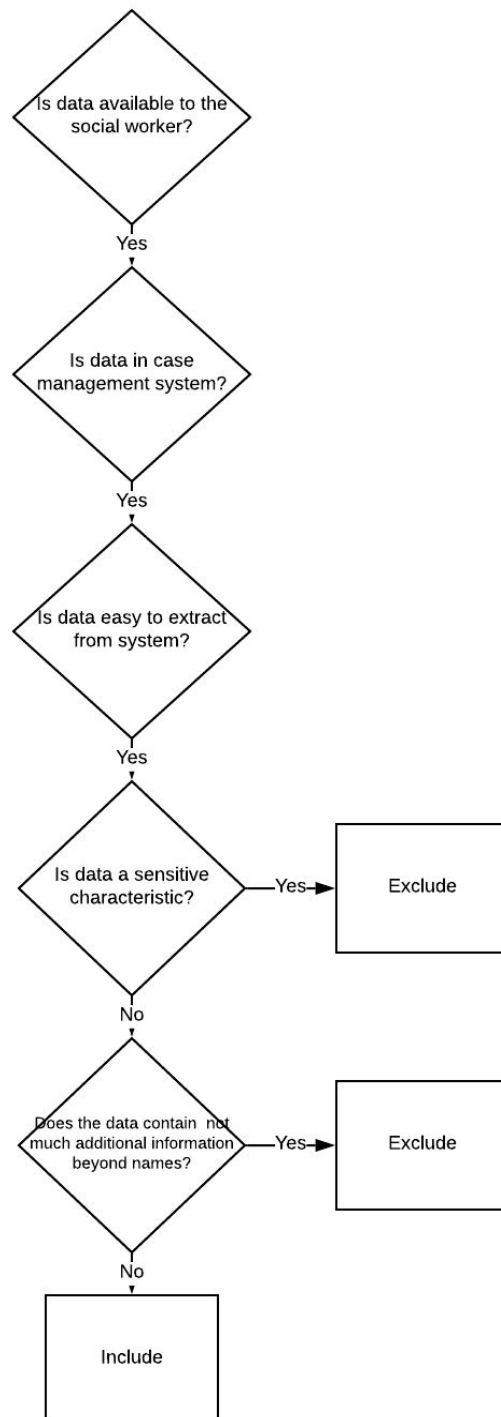 Is data available to the
social worker?
Yes
Is data in case
management system?
Yes
Is data easy to extract
from system?
Yes
Is data a sensitive
characteristic?
Yes
Exclude
No
Does the data contain  not
much additional information
beyond names?
Yes
Exclude
No
Include